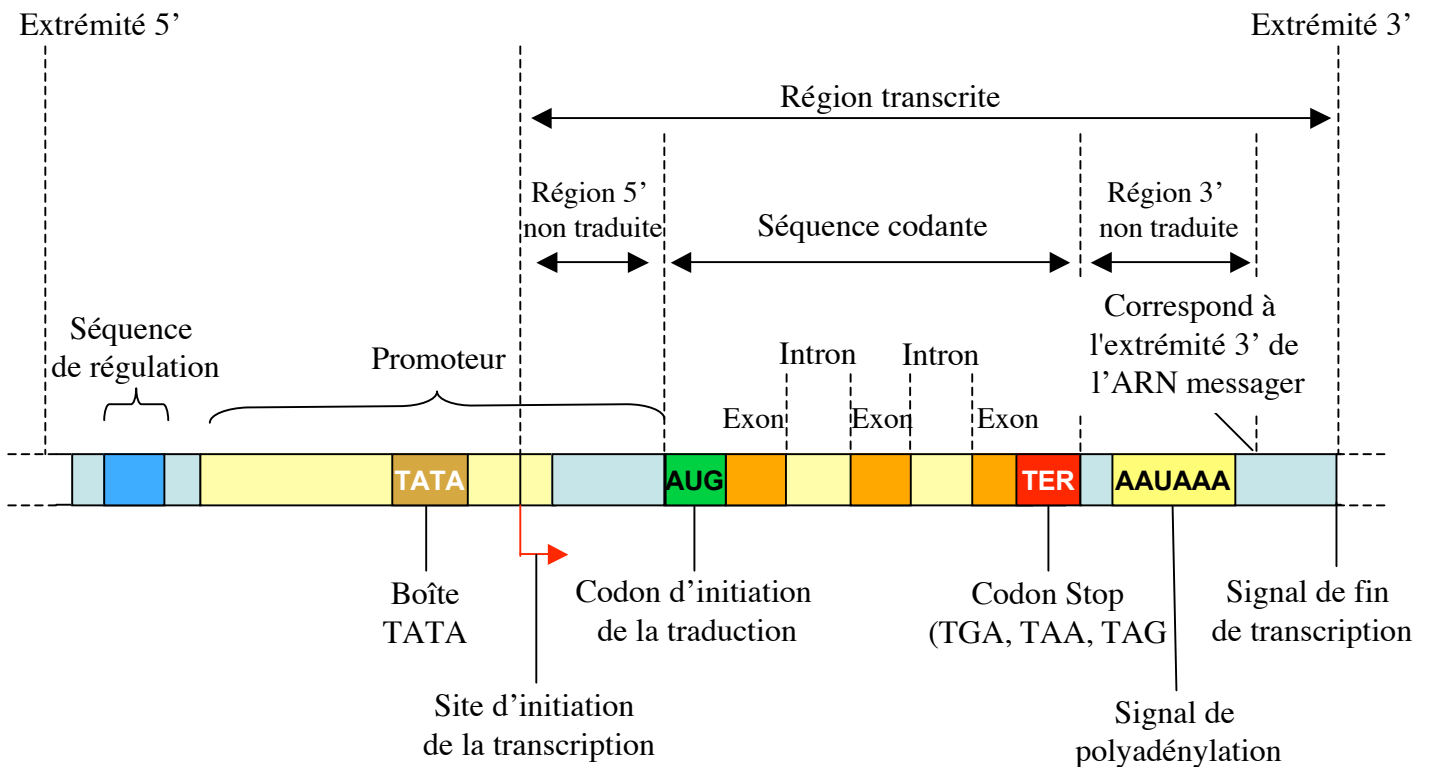 Extrémité 5’
Extrémité 3’
Région transcrite
Région 5’
non traduite
Séquence codante
Région 3’
non traduite
Séquence
de régulation
Promoteur
Intron
Intron
Correspond à
l'extrémité 3’ de
l’ARN messager
Exon
Exon
Exon
TATA
AUG
TER
AAUAAA
Boîte
TATA
Codon d’initiation
de la traduction
Codon Stop
(TGA, TAA, TAG
Signal de fin
de transcription
Site d’initiation
de la transcription
Signal de
polyadénylation